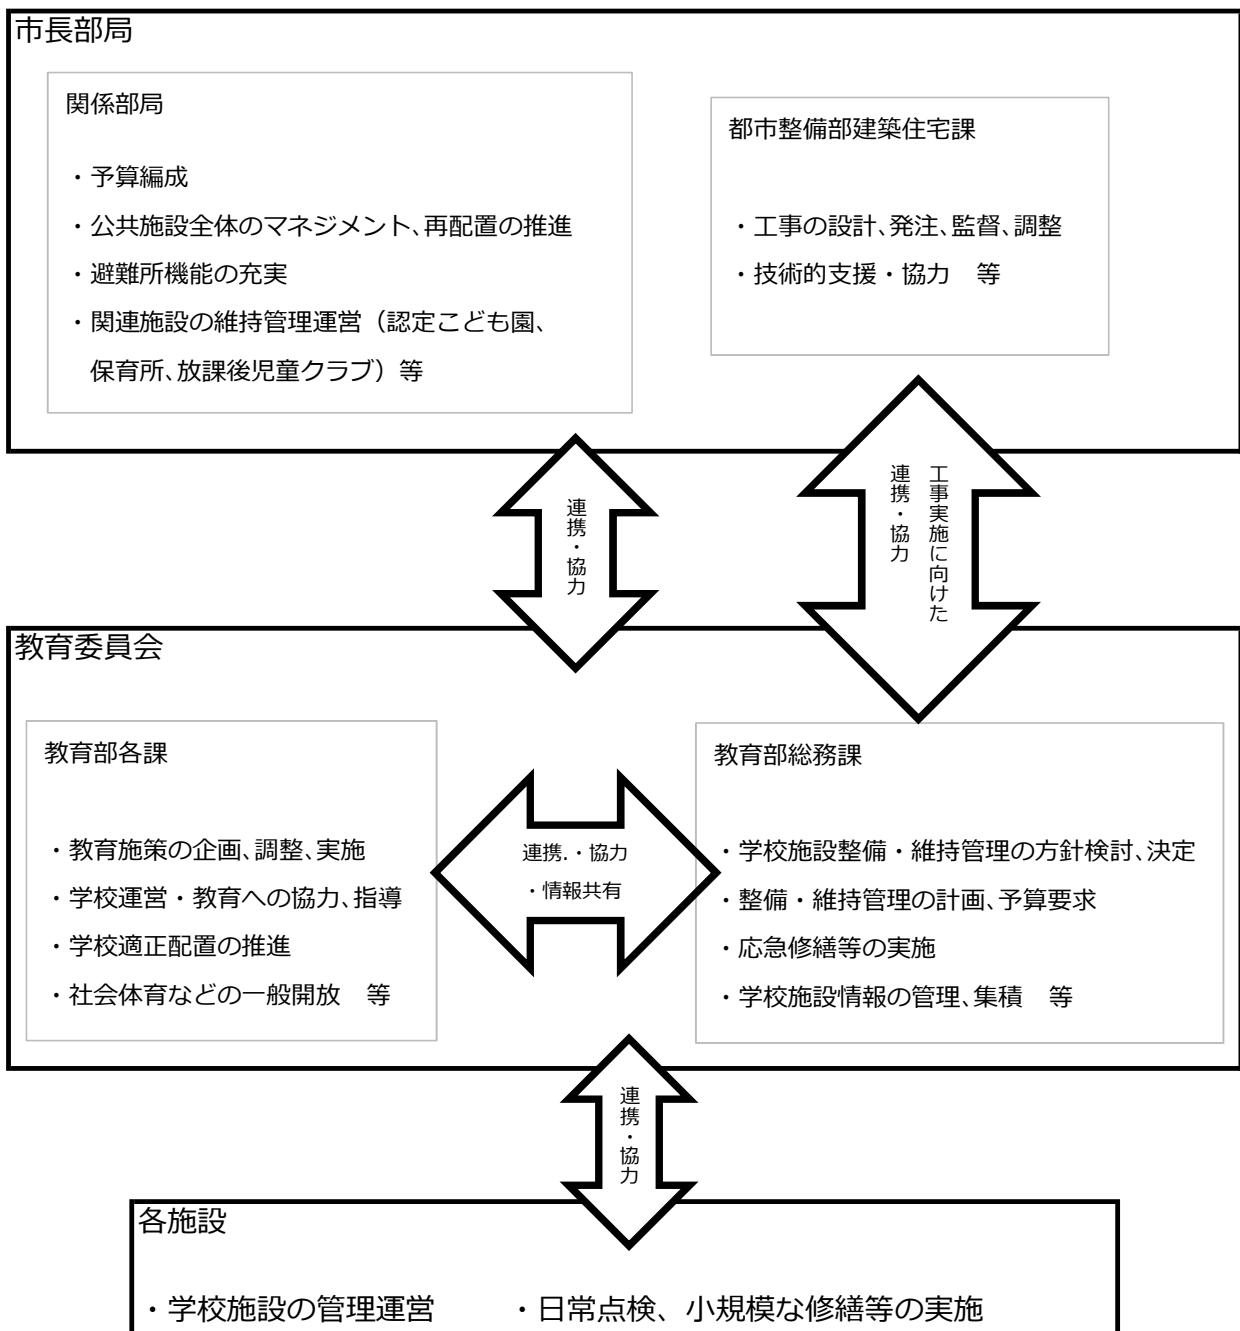 市長部局
関係部局
・予算編成
・公共施設全体のマネジメント、再配置の推進
・避難所機能の充実
・関連施設の維持管理運営（認定こども園、
保育所、放課後児童クラブ）等
都市整備部建築住宅課
・工事の設計、発注、監督、調整
・技術的支援・協力　等
連携・協力
工事実施に向けた
連携・協力
教育委員会
教育部各課
・教育施策の企画、調整、実施
・学校運営・教育への協力、指導
・学校適正配置の推進
・社会体育などの一般開放　等
連携.・協力
・情報共有
教育部総務課
・学校施設整備・維持管理の方針検討、決定
・整備・維持管理の計画、予算要求
・応急修繕等の実施
・学校施設情報の管理、集積　等
連携・協力
各施設
・学校施設の管理運営　　・日常点検、小規模な修繕等の実施